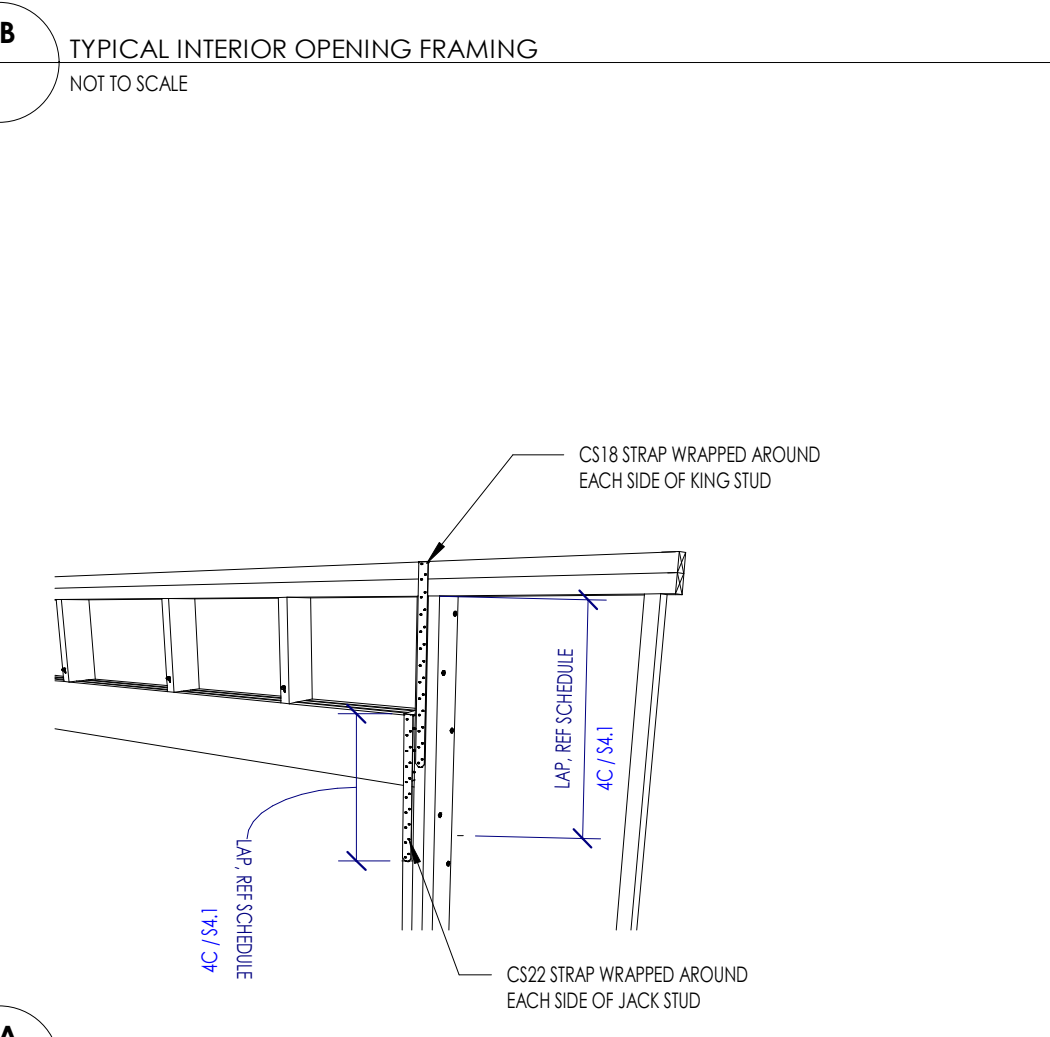 B
TYPICAL INTERIOR OPENING FRAMING
NOT TO SCALE
CS18 STRAP WRAPPED AROUND
EACH SIDE OF KING STUD
LAP, REF SCHEDULE
4C / S4.1
LAP, REF SCHEDULE
4C / S4.1
CS22 STRAP WRAPPED AROUND
EACH SIDE OF JACK STUD
A